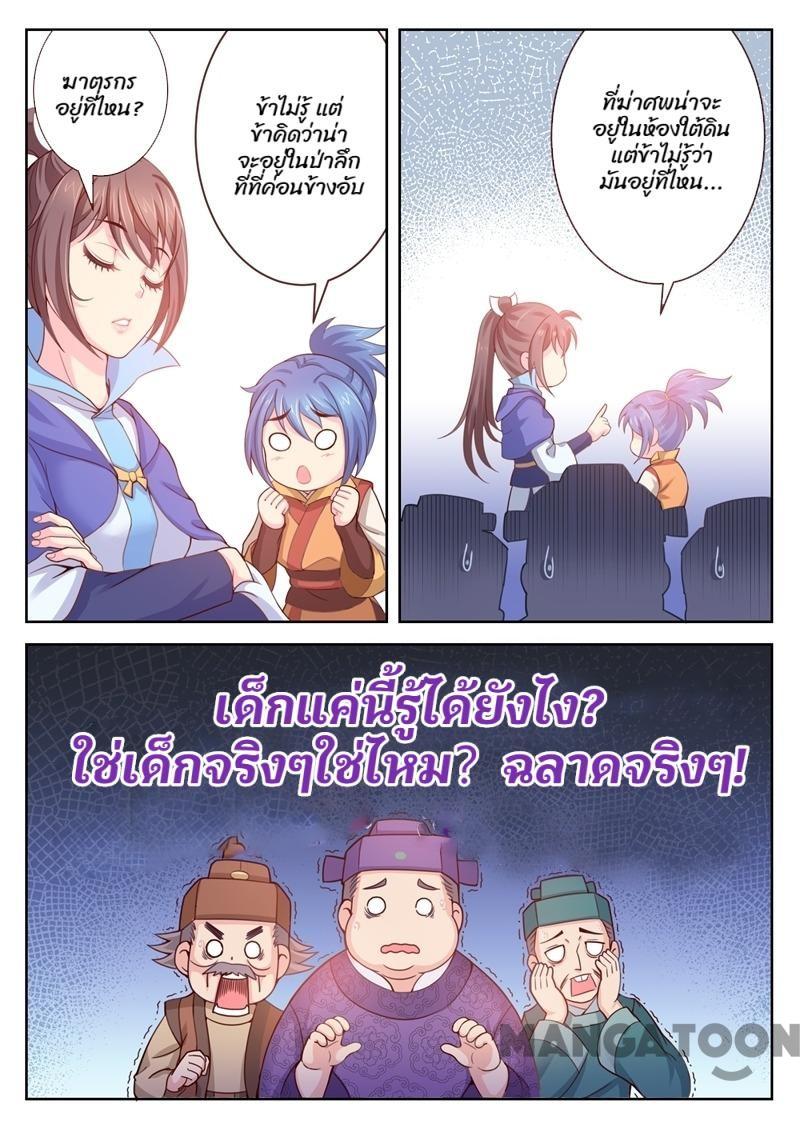 ฆาตรกร
อยู่ที่ไหน?
ข้าไม่รู้ แต่
ข้าคิดว่าน่า
จะอยู่ในป่าลึก
ที่ที่ค่อนข้างอับ
ที่ฆ่าศพน่าจะ
อยู่ในห้องใต้ดิน
แต่ข้าไม่รู้ว่า
มันอยู่ที่ไหน...
เด็กแค่นี้รู้ได้ยังไง?
ใช่เด็กจริงๆใช่ไหม? ฉลาดจริงๆ!
MANGATOON